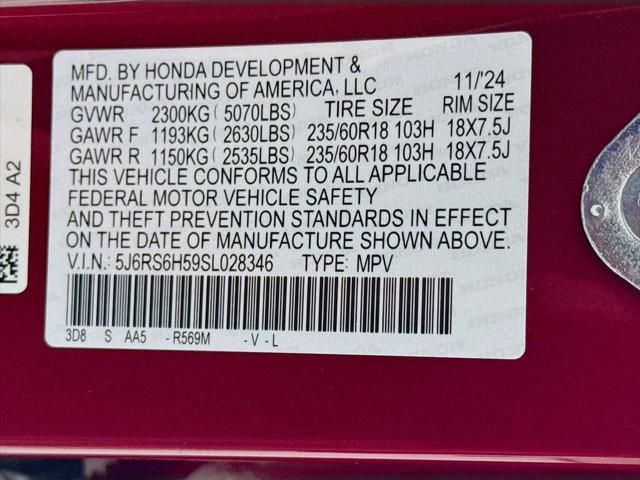 MFD. BY HONDA DEVELOPMENT &
MANUFACTURING OF AMERICA, LLC 11/'24
GVWR 2300KG ( 5070LBS) TIRE SIZE RIM SIZE
GAWR F 1193KG ( 2630LBS) 235/60R18 103H 18X7.5J
GAWR R 1150KG ( 2535LBS) 235/60R18 103H 18X7.5J
THIS VEHICLE CONFORMS TO ALL APPLICABLE
FEDERAL MOTOR VEHICLE SAFETY
AND THEFT PREVENTION STANDARDS IN EFFECT
ON THE DATE OF MANUFACTURE SHOWN ABOVE.
V.I.N.: 5J6RS6H59SL028346 TYPE: MPV
3D8 S AA5 - R569M - V - L
3D4 A2